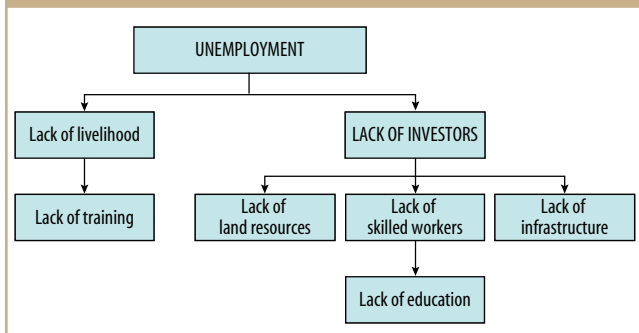 UNEMPLOYMENT
Lack of livelihood
LACK OF INVESTORS
Lack of training
Lack of
land resources
Lack of
skilled workers
Lack of
infrastructure
Lack of education